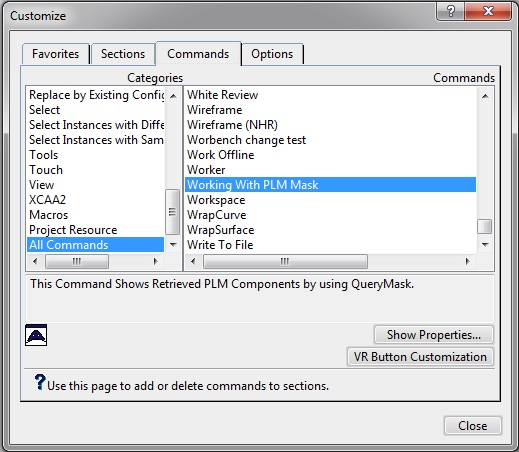 Customize
Favorites
Sections
Commands
Options
Categories
Commands
Replace by Existing Config
Select
Select Instances with Diffe
Select Instances with Sam
Tools
Touch
View
XCAA2
Macros
Project Resource
All Commands
White Review
Wireframe
Wireframe (NHR)
Worbench change test
Work Offline
Worker
Working With PLM Mask
Workspace
WrapCurve
WrapSurface
Write To File
This Command Shows Retrieved PLM Components by using QueryMask.
Show Properties...
VR Button Customization
?Use this page to add or delete commands to sections.
Close